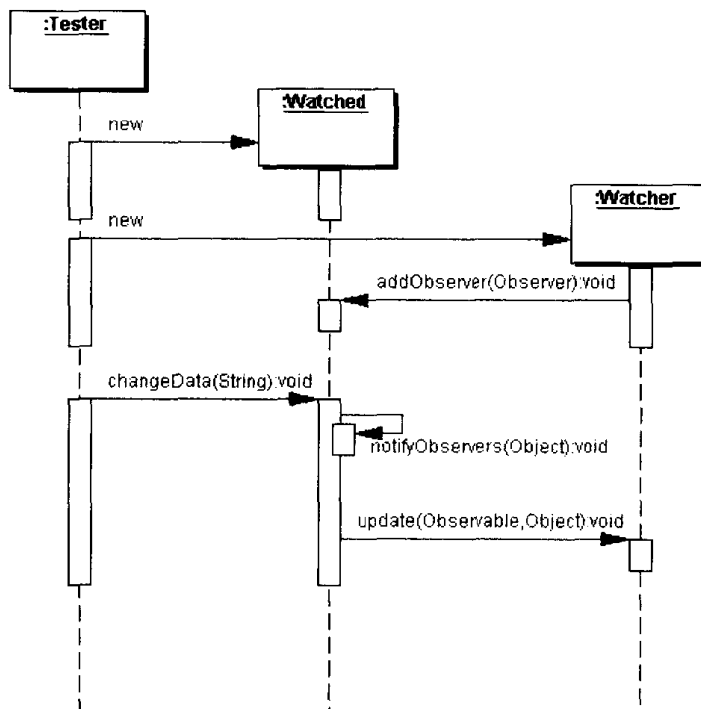 :Tester
:Watched
new
:Watcher
new
addObserver(Observer):void
changeData(String):void
notifyObservers(Object):void
update(Observable,Object):void